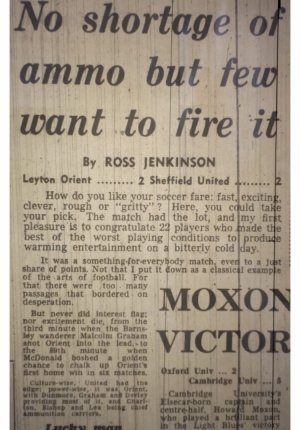 No shortage of
ammo but few
want to fire it
By ROSS JENKINSON
Leyton Orient ......... 2 Sheffield United ......... 2
How do you like your soccer fare: fast, exciting,
clever, rough or "gritty"? Here, you could take
your pick. The match had the lot, and my first
pleasure is to congratulate 22 players who made the
best of the worst playing conditions to produce
warming entertainment on a bitterly cold day.
It was a something-for-everybody match, even to a just
share of points. Not that I put it down as a classical example
of the arts of football. For
that there were too many
passages that bordered on
desperation.
But never did interest flag;
nor excitement die, from the
third minute when the Barns-
ley wanderer Malcolm Graham
shot Orient into the lead, to
the 89th minute when
McDonald boshed a golden
chance to chalk up Orient's
first home win in six matches.
Culture-wise, United had the
edge; power-wise, it was Orient,
with Dunmore, Graham and Deeley
providing most of it, and Charl-
ton, Bishop and Lea being chief
ammunition carriers.
Lucky man
MOXON
VICTOR
Oxford Univ ... 2
Cambridge Univ ... 5
Cambridge University's
Elsecar-born captain and
centre-half, Howard Moxon,
who played a brilliant part
in the Light Blues' victory